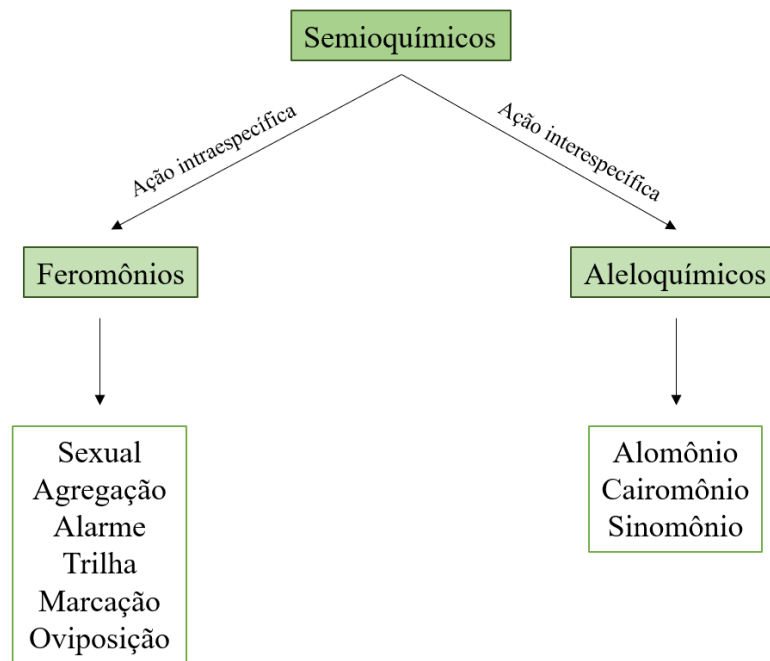 Semioquímicos
Ação intraespecífica
Ação interespecífica
Feromônios
Aleloquímicos
Sexual
Agregação
Alarme
Trilha
Marcação
Oviposição
Alomônio
Cairomônio
Sinomônio